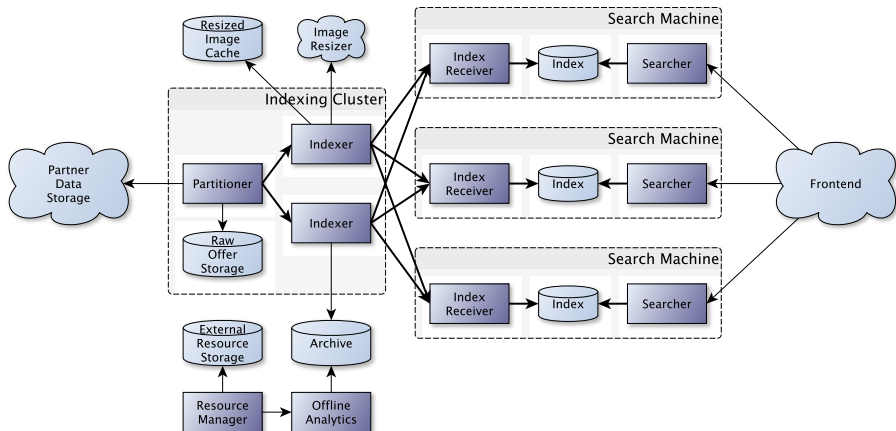 Resized
Image
Cache
Image
Resizer
Search Machine
Index
Receiver
Index
Searcher
Indexing Cluster
Indexer
Search Machine
Partner
Data
Storage
Partitioner
Index
Receiver
Index
Searcher
Frontend
Indexer
Raw
Offer
Storage
Search Machine
Index
Receiver
Index
Searcher
External
Resource
Storage
Archive
Resource
Manager
Offline
Analytics